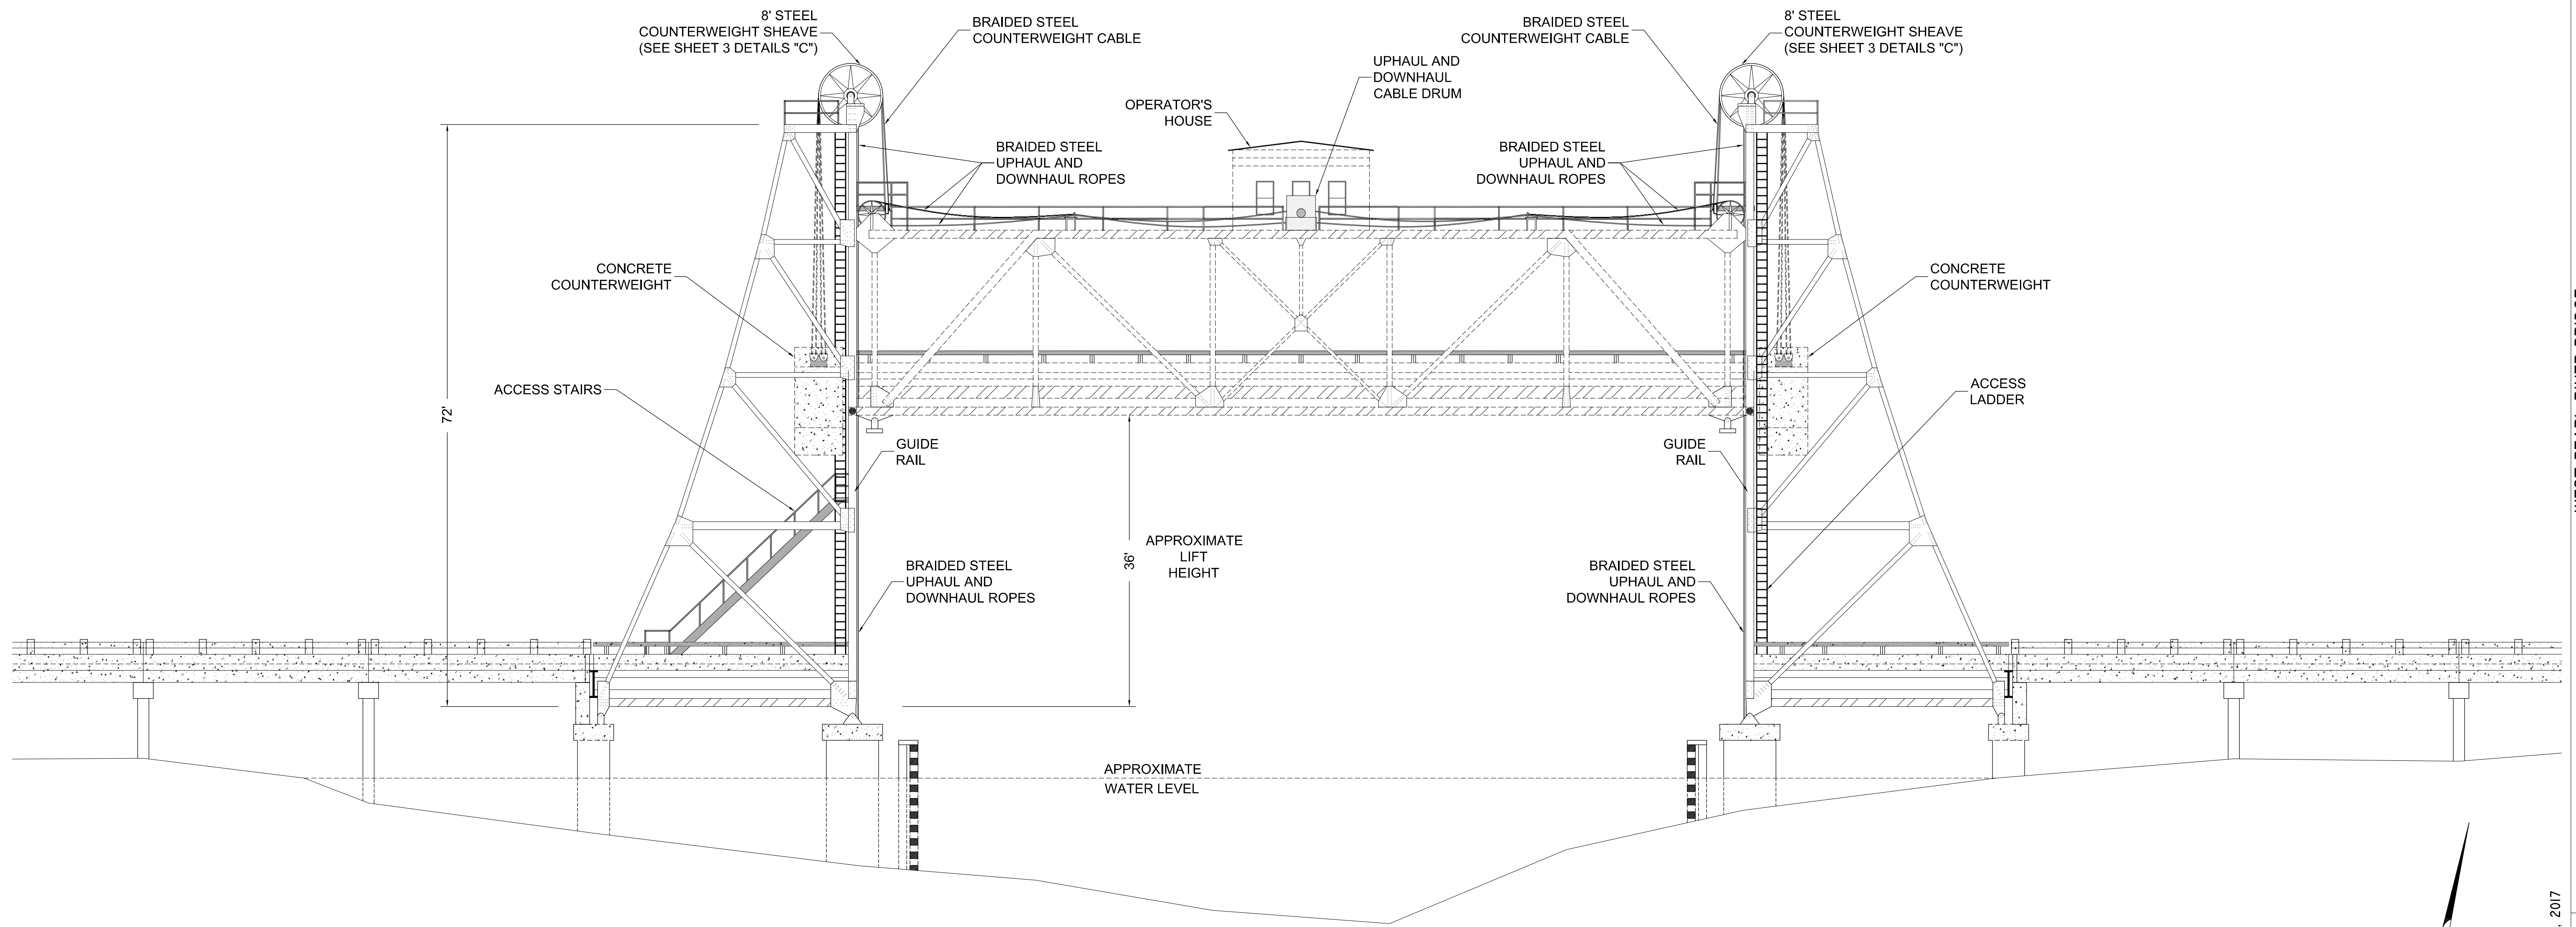 8' STEEL
COUNTERWEIGHT SHEAVE
(SEE SHEET 3 DETAILS "C")
BRAIDED STEEL
COUNTERWEIGHT CABLE
BRAIDED STEEL
COUNTERWEIGHT CABLE
8' STEEL
COUNTERWEIGHT SHEAVE
(SEE SHEET 3 DETAILS "C")
UPHAUL AND
DOWNHAUL
CABLE DRUM
OPERATOR'S
HOUSE
BRAIDED STEEL
UPHAUL AND
DOWNHAUL ROPES
BRAIDED STEEL
UPHAUL AND
DOWNHAUL ROPES
CONCRETE
COUNTERWEIGHT
CONCRETE
COUNTERWEIGHT
ACCESS STAIRS
ACCESS
LADDER
72'
GUIDE
RAIL
GUIDE
RAIL
36'
APPROXIMATE
LIFT
HEIGHT
BRAIDED STEEL
UPHAUL AND
DOWNHAUL ROPES
BRAIDED STEEL
UPHAUL AND
DOWNHAUL ROPES
APPROXIMATE
WATER LEVEL
2017